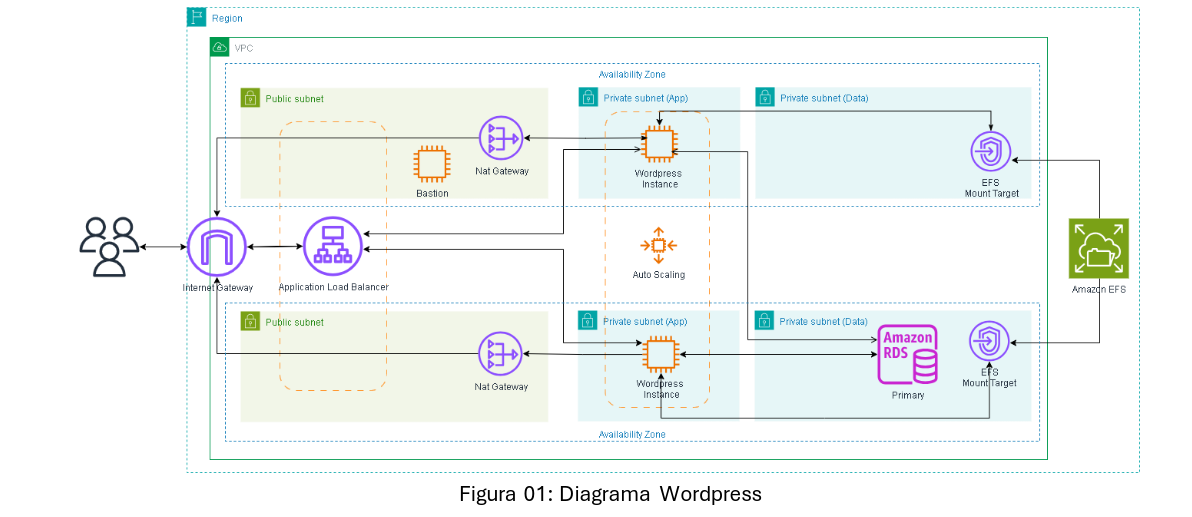 Region
VPC
Availability Zone
Public subnet
Private subnet (App)
Private subnet (Data)
Nat Gateway
Bastion
Wordpress
Instance
EFS
Mount Target
Internet Gateway
Application Load Balancer
Auto Scaling
Amazon EFS
Public subnet
Private subnet (App)
Private subnet (Data)
Nat Gateway
Wordpress
Instance
Amazon
RDS
Primary
EFS
Mount Target
Availability Zone
Figura 01: Diagrama Wordpress